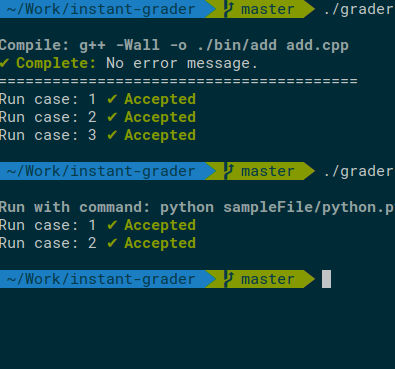 ~/Work/instant-grader master ./grader
Compile: g++ -Wall -o ./bin/add add.cpp
✔ Complete: No error message.
========================================
Run case: 1 ✔ Accepted
Run case: 2 ✔ Accepted
Run case: 3 ✔ Accepted
~/Work/instant-grader master ./grader
Run with command: python sampleFile/python.p
Run case: 1 ✔ Accepted
Run case: 2 ✔ Accepted
~/Work/instant-grader master